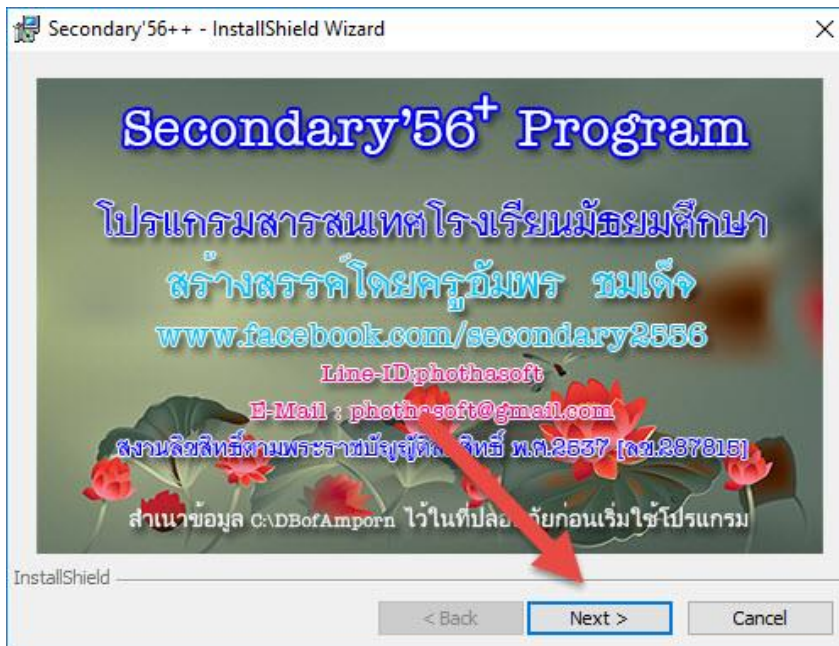 Secondary'56++ - InstallShield Wizard
Secondary'56+ Program
โปรแกรมสารสนเทศโรงเรียนมัธยมศึกษา
สร้างสรรค์โดยครูอัมพร ชมเด็จ
www.facebook.com/secondary2556
Line-ID:phothasoft
E-Mail : phothasoft@gmail.com
สงวนลิขสิทธิ์ตามพระราชบัญญัติลิขสิทธิ์ พ.ศ.2537 [ลข.287815]
สำเนาข้อมูล C:\DBofAmporn ไว้ในที่ปลอดภัยก่อนเริ่มใช้โปรแกรม
InstallShield
< Back Next > Cancel